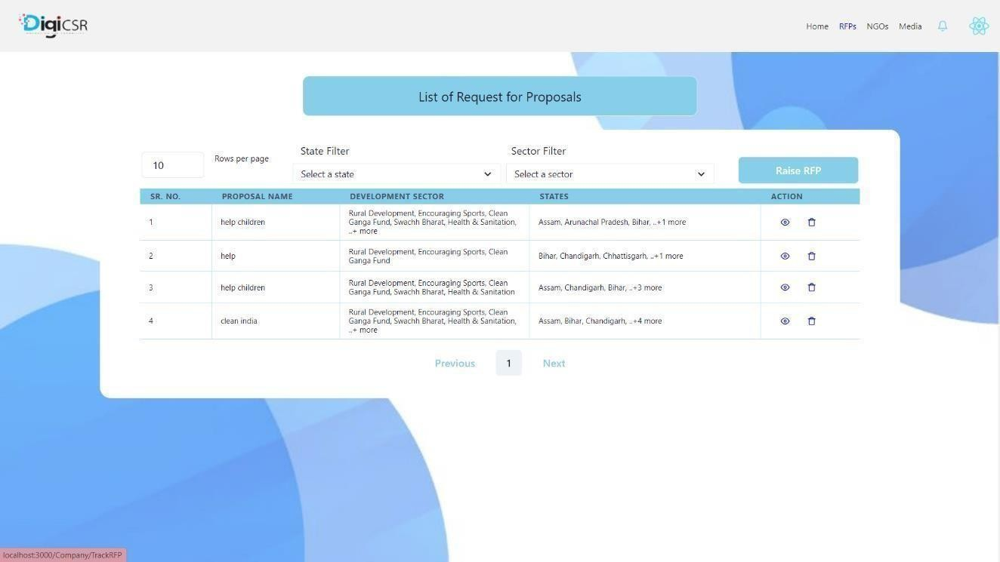 DigiCSR
Home RFPs NGOs Media
List of Request for Proposals
10 Rows per page
State Filter
Select a state
Sector Filter
Select a sector
Raise RFP
SR. NO. PROPOSAL NAME DEVELOPMENT SECTOR STATES ACTION
1 help children
Rural Development, Encouraging Sports, Clean
Ganga Fund, Swachh Bharat, Health & Sanitation,
..+ more
Assam, Arunachal Pradesh, Bihar, ..+1 more
2 help
Rural Development, Encouraging Sports, Clean
Ganga Fund
Bihar, Chandigarh, Chhattisgarh, ..+1 more
3 help children
Rural Development, Encouraging Sports, Clean
Ganga Fund, Swachh Bharat, Health & Sanitation
Assam, Chandigarh, Bihar, ..+3 more
4 clean india
Rural Development, Encouraging Sports, Clean
Ganga Fund, Swachh Bharat, Health & Sanitation,
..+ more
Assam, Bihar, Chandigarh, ..+4 more
Previous 1 Next
localhost:3000/Company/TrackRFP